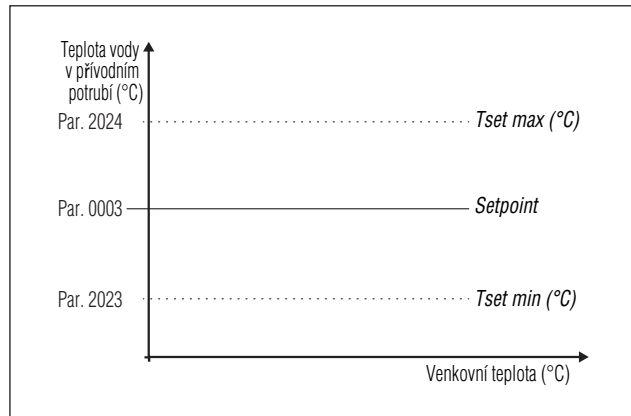 Teplota vody
v přívodním
potrubí (°C)
Par. 2024
Tset max (°C)
Par. 0003
Setpoint
Par. 2023
Tset min (°C)
Venkovní teplota (°C)